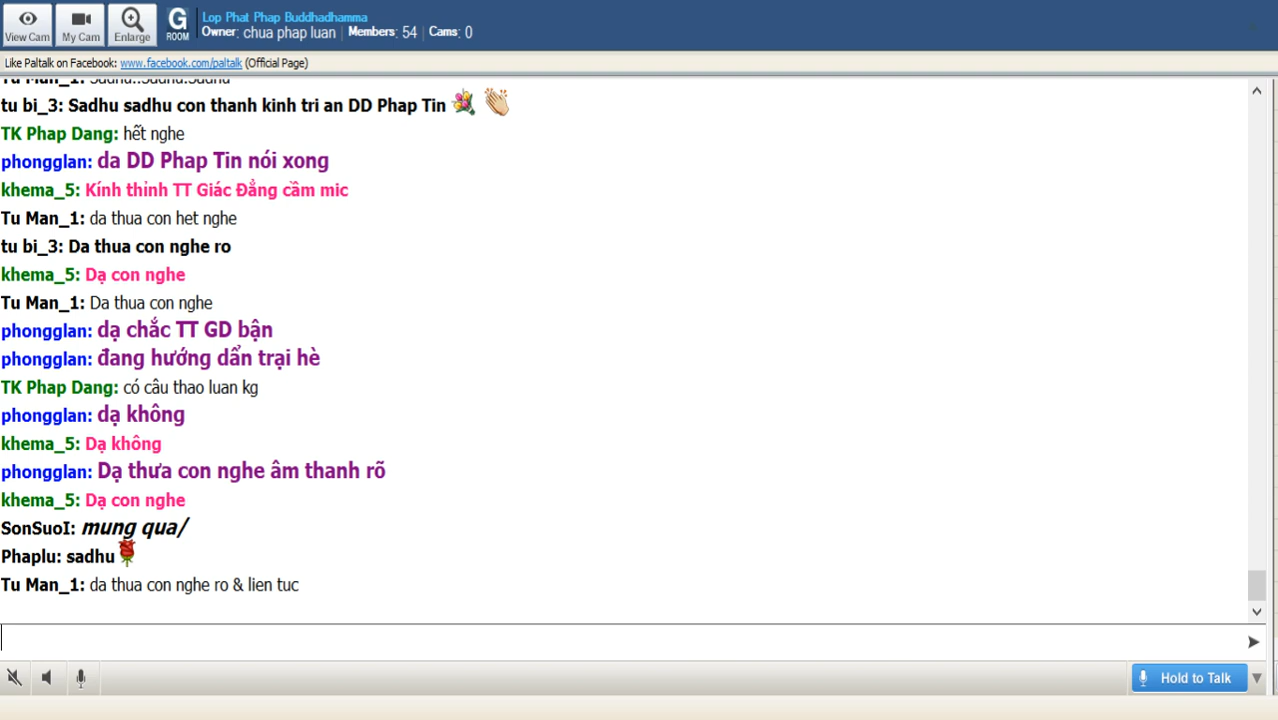 View Cam
My Cam
Enlarge
G
ROOM
Lop Phat Phap Buddhadhamma
Owner: chua phap luan | Members: 54 | Cams: 0
Like Paltalk on Facebook: www.facebook.com/paltalk (Official Page)
Tu Man_1: Sadhu..Sadhu.Sadhu
tu bi_3: Sadhu sadhu con thanh kinh tri an DD Phap Tin
TK Phap Dang: hết nghe
phongglan: da DD Phap Tin nói xong
khema_5: Kính thỉnh TT Giác Đẳng cầm mic
Tu Man_1: da thua con het nghe
tu bi_3: Da thua con nghe ro
khema_5: Dạ con nghe
Tu Man_1: Da thua con nghe
phongglan: dạ chắc TT GD bận
phongglan: đang hướng dẩn trại hè
TK Phap Dang: có câu thao luan kg
phongglan: dạ không
khema_5: Dạ không
phongglan: Dạ thưa con nghe âm thanh rõ
khema_5: Dạ con nghe
SonSuoI: mung qua/
Phaplu: sadhu
Tu Man_1: da thua con nghe ro & lien tuc
Hold to Talk